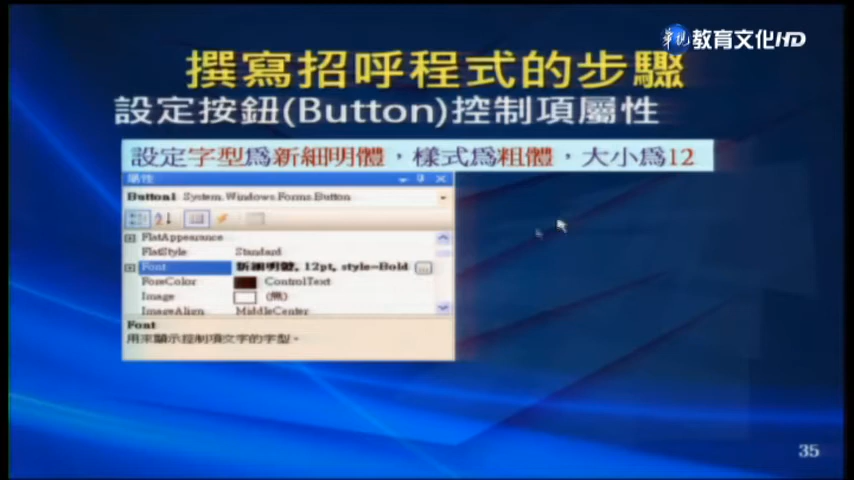 華視教育文化HD
撰寫招呼程式的步驟
設定按鈕(Button)控制項屬性
設定字型為新細明體，樣式為粗體，大小為12
屬性
Button1 System.Windows.Forms.Button
FlatAppearance
FlatStyle Standard
Font 新細明體, 12pt, style=Bold
ForeColor ControlText
Image (無)
ImageAlign MiddleCenter
Font
用來顯示控制項文字的字型。
35